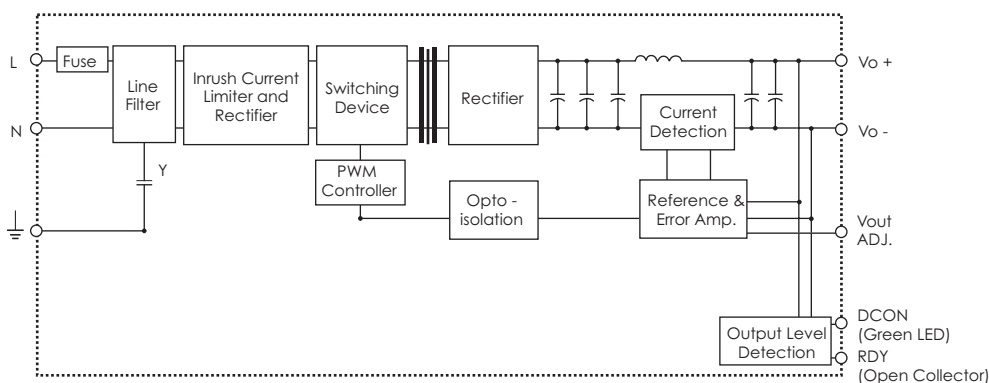 L
Fuse
Line
Filter
Inrush Current
Limiter and
Rectifier
Switching
Device
Rectifier
Current
Detection
Vo +
N
Vo -
Y
PWM
Controller
Opto -
isolation
Reference &
Error Amp.
Vout
ADJ.
Output Level
Detection
DCON
(Green LED)
RDY
(Open Collector)